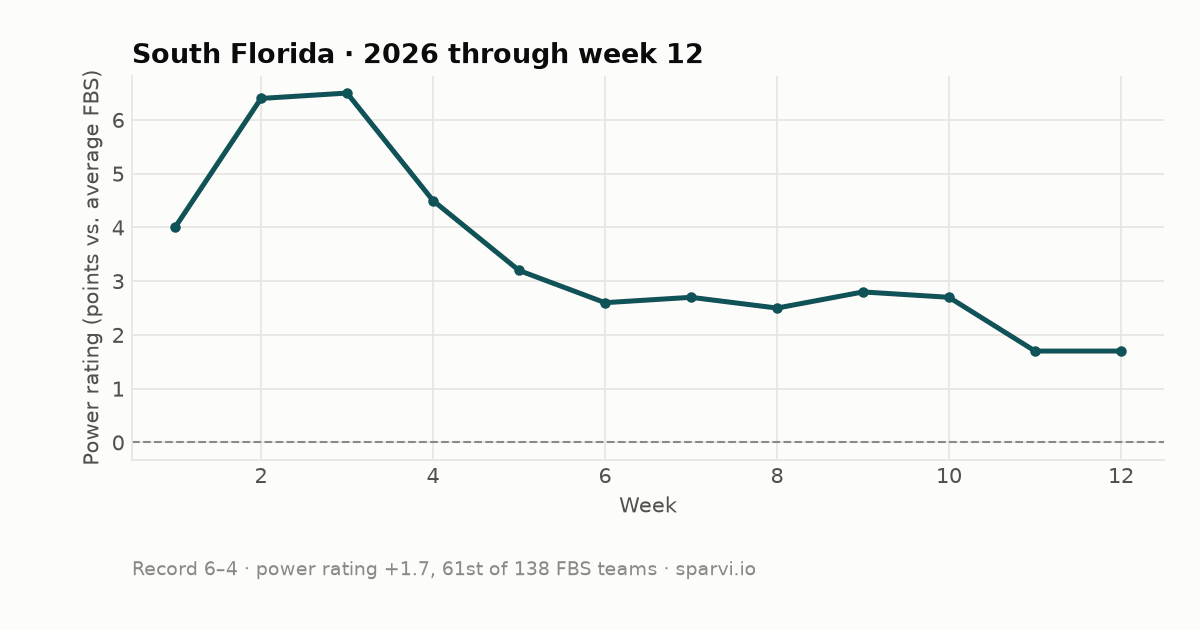 South Florida · 2026 through week 12
Power rating (points vs. average FBS)
6
5
4
3
2
1
0
2 4 6 8 10 12
Week
Record 6–4 · power rating +1.7, 61st of 138 FBS teams · sparvi.io